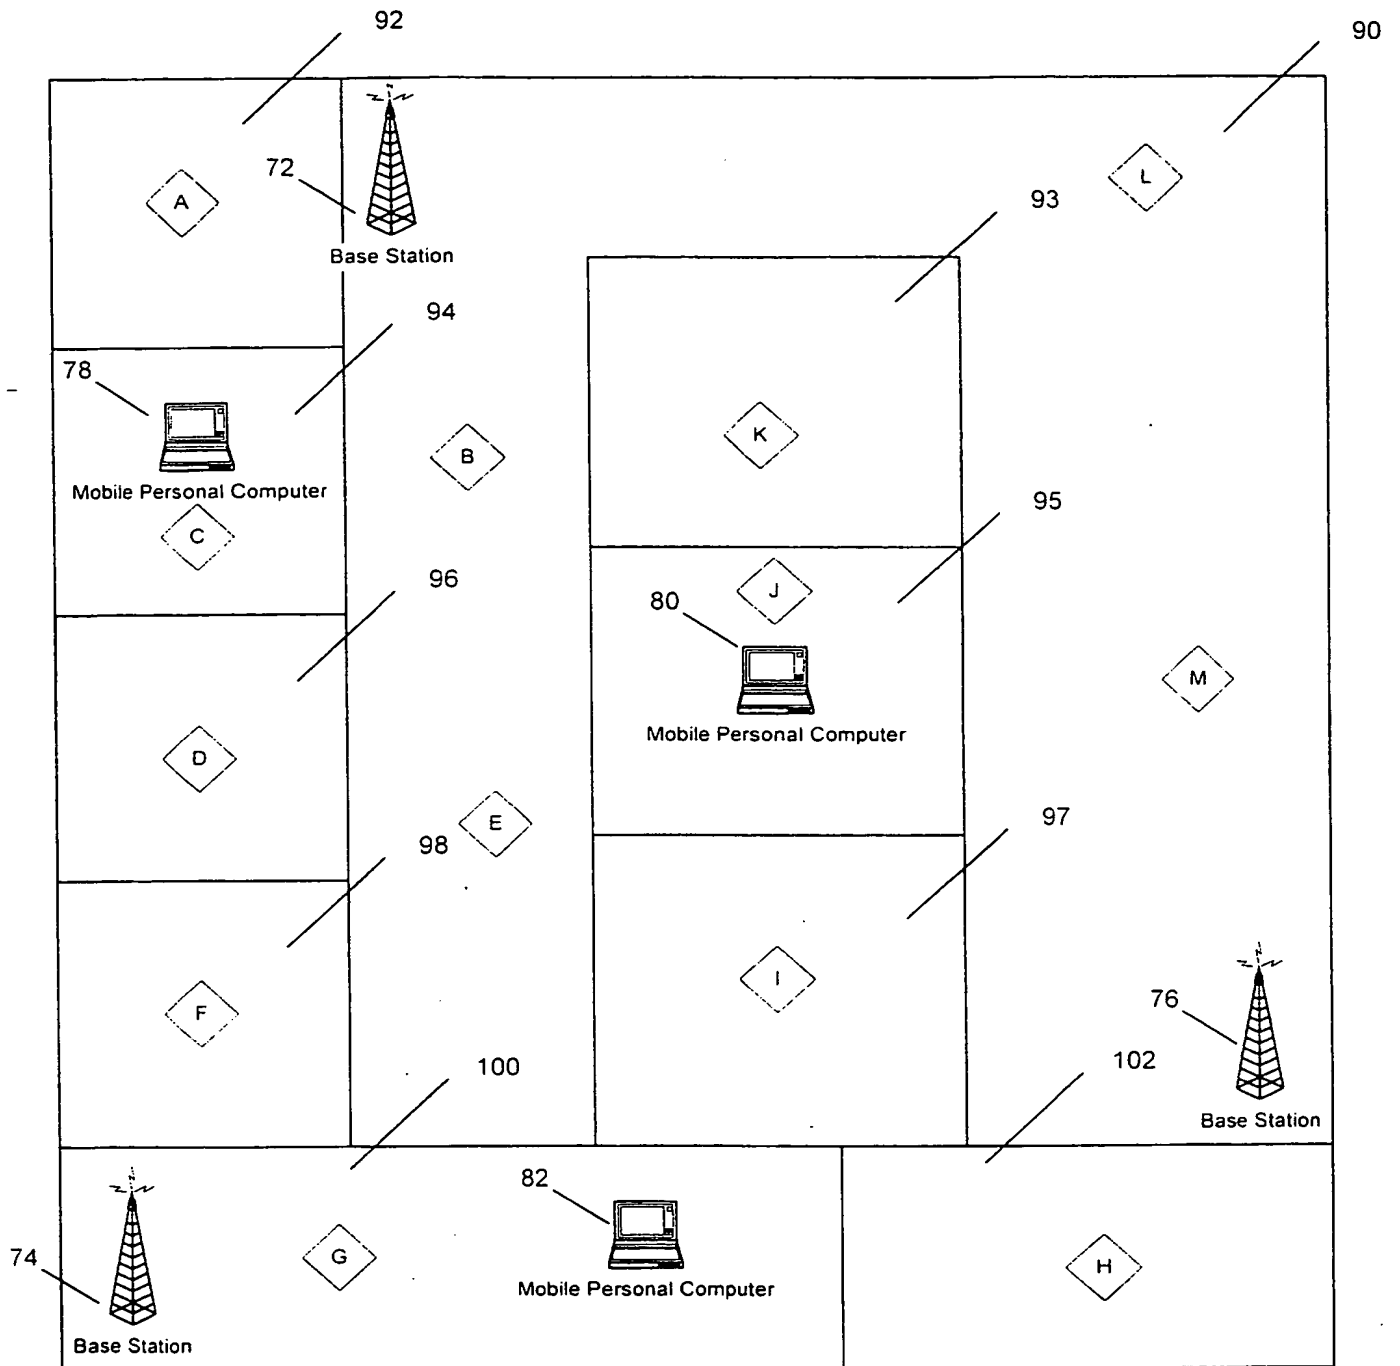 92
90
A
72
Base Station
L
93
94
78
Mobile Personal Computer
C
B
K
95
96
J
80
Mobile Personal Computer
M
D
E
98
97
F
I
76
Base Station
100
102
82
74
G
Mobile Personal Computer
H
Base Station